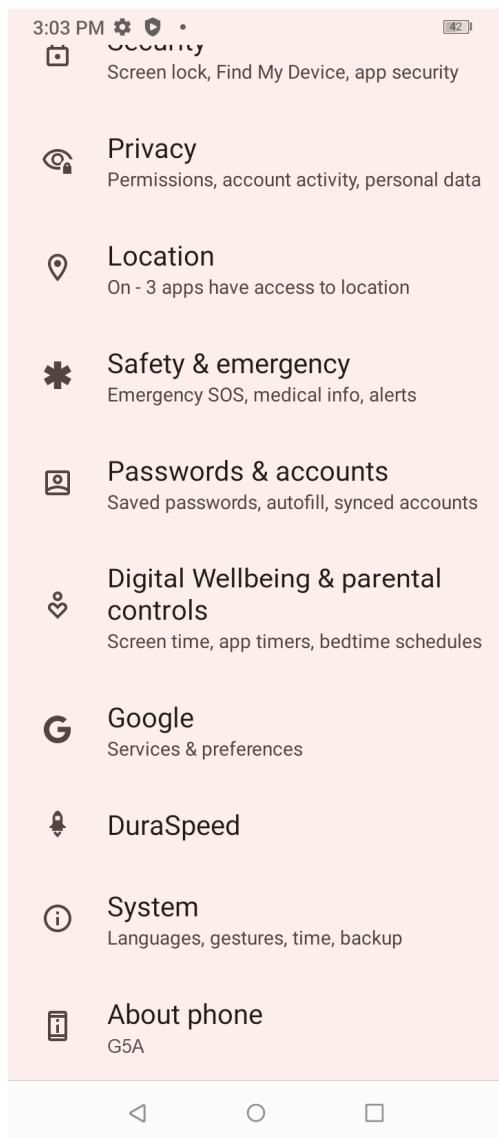 3:03 PM
42
Security
Screen lock, Find My Device, app security
Privacy
Permissions, account activity, personal data
Location
On - 3 apps have access to location
Safety & emergency
Emergency SOS, medical info, alerts
Passwords & accounts
Saved passwords, autofill, synced accounts
Digital Wellbeing & parental
controls
Screen time, app timers, bedtime schedules
Google
Services & preferences
DuraSpeed
System
Languages, gestures, time, backup
About phone
G5A